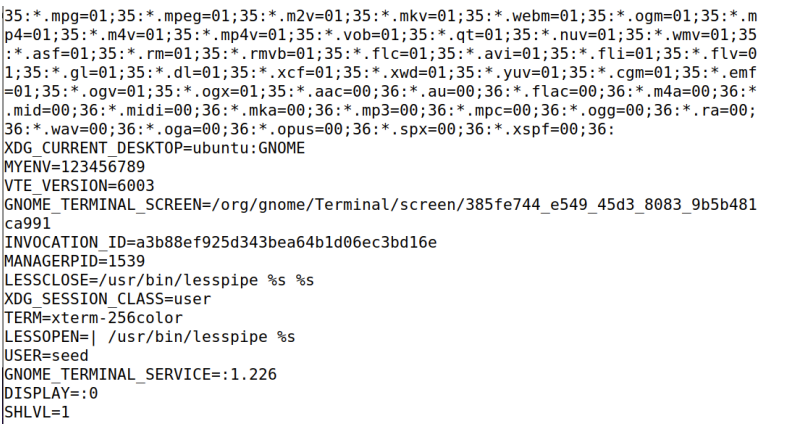 35:*.mpg=01;35:*.mpeg=01;35:*.m2v=01;35:*.mkv=01;35:*.webm=01;35:*.ogm=01;35:*.m
p4=01;35:*.m4v=01;35:*.mp4v=01;35:*.vob=01;35:*.qt=01;35:*.nuv=01;35:*.wmv=01;35
:*.asf=01;35:*.rm=01;35:*.rmvb=01;35:*.flc=01;35:*.avi=01;35:*.fli=01;35:*.flv=0
1;35:*.gl=01;35:*.dl=01;35:*.xcf=01;35:*.xwd=01;35:*.yuv=01;35:*.cgm=01;35:*.emf
=01;35:*.ogv=01;35:*.ogx=01;35:*.aac=00;36:*.au=00;36:*.flac=00;36:*.m4a=00;36:*
.mid=00;36:*.midi=00;36:*.mka=00;36:*.mp3=00;36:*.mpc=00;36:*.ogg=00;36:*.ra=00;
36:*.wav=00;36:*.oga=00;36:*.opus=00;36:*.spx=00;36:*.xspf=00;36:
XDG_CURRENT_DESKTOP=ubuntu:GNOME
MYENV=123456789
VTE_VERSION=6003
GNOME_TERMINAL_SCREEN=/org/gnome/Terminal/screen/385fe744_e549_45d3_8083_9b5b481
ca991
INVOCATION_ID=a3b88ef925d343bea64b1d06ec3bd16e
MANAGERPID=1539
LESSCLOSE=/usr/bin/lesspipe %s %s
XDG_SESSION_CLASS=user
TERM=xterm-256color
LESSOPEN=| /usr/bin/lesspipe %s
USER=seed
GNOME_TERMINAL_SERVICE=:1.226
DISPLAY=:0
SHLVL=1